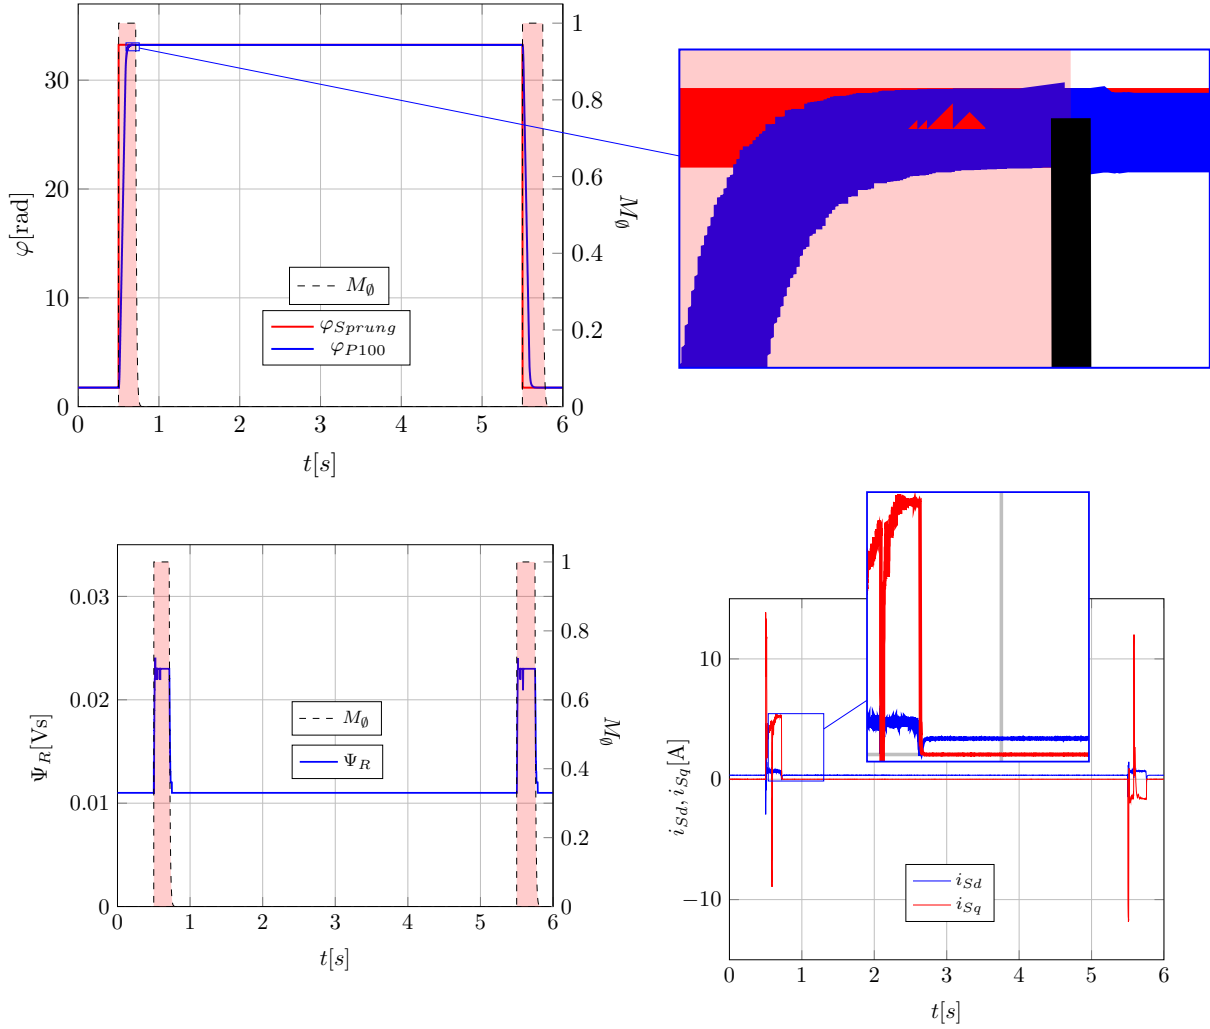 1
30
0.8
20
0.6
φ[rad]
M∅
0.4
M∅
10
φSprung
φP100
0.2
0
0
0 1 2 3 4 5 6
t[s]
1
0.03
0.8
0.02
0.6
ΨR[Vs]
M∅
M∅
ΨR
0.4
0.01
0.2
0
0 1 2 3 4 5 6
t[s]
10
0
−10
iSd, iSq[A]
iSd
iSq
0 1 2 3 4 5 6
t[s]